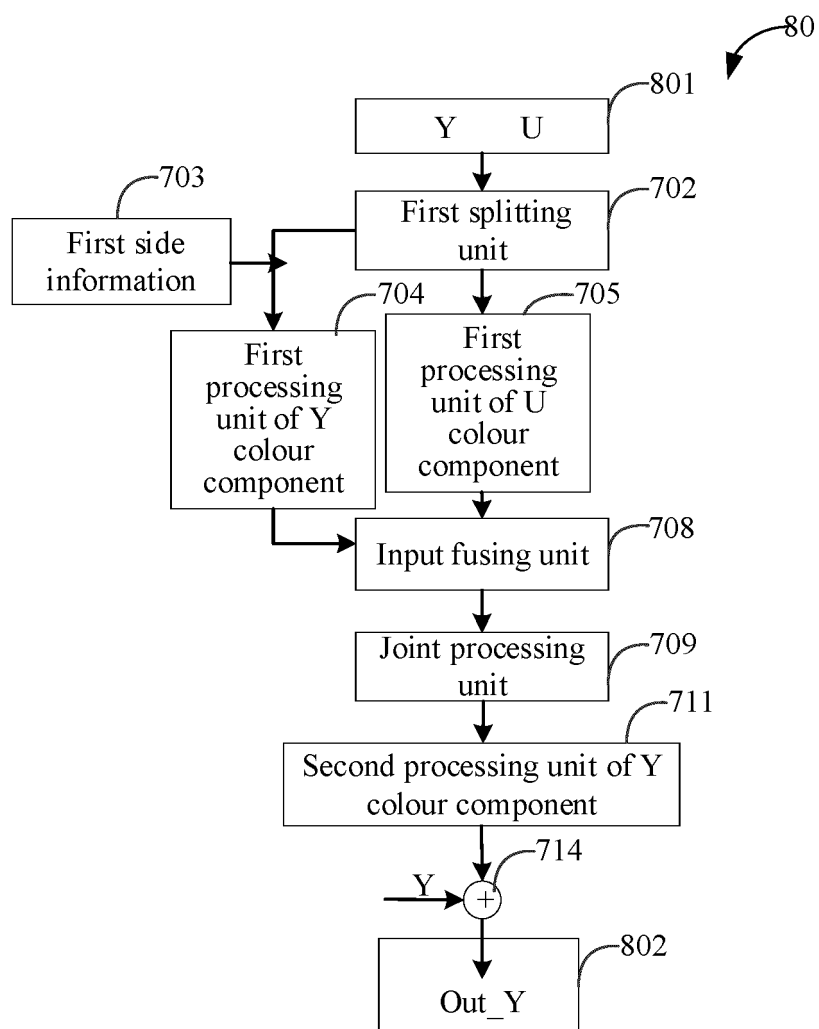 80
801
Y U
703
702
First side
information
First splitting
unit
704
705
First
processing
unit of Y
colour
component
First
processing
unit of U
colour
component
708
Input fusing unit
709
Joint processing
unit
711
Second processing unit of Y
colour component
714
Y
+
802
Out_Y